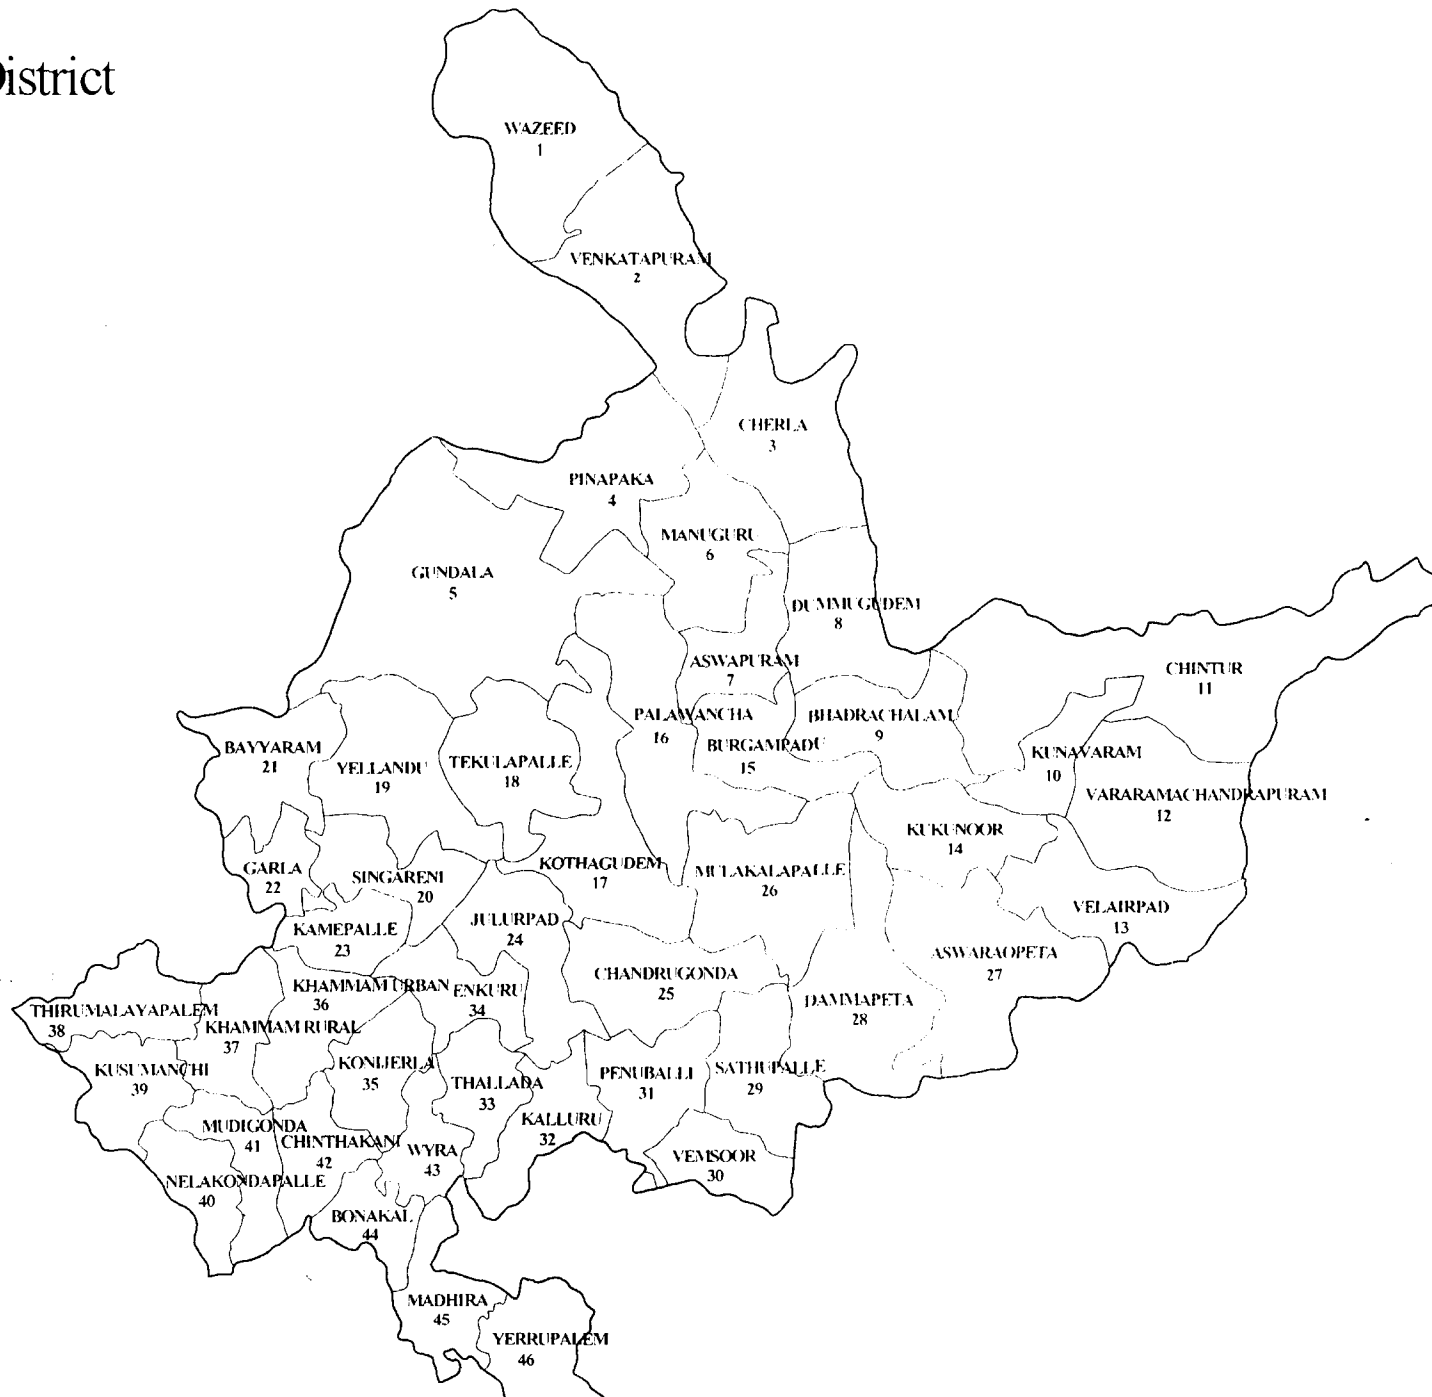 District
WAZEED
1
VENKATAPURAM
2
CHERLA
3
PINAPAKA
4
MANUGURU
6
GUNDALA
5
DUMMUGUDEM
8
ASWAPURAM
7
CHINTUR
11
PALAWANCHA
16
BHADRACHALAM
9
BURGAMPADU
15
KUNAVARAM
10
BAYYARAM
21
YELLANDU
19
TEKULAPALLE
18
VARARAMACHANDRAPURAM
12
KUKUNOOR
14
GARLA
22
SINGARENI
20
KOTHAGUDEM
17
MULAKALAPALLE
26
VELAIRPAD
13
KAMEPALLE
23
JULURPAD
24
ASWARAOPETA
27
CHANDRUGONDA
25
KHAMMAM URBAN
36
ENKURU
34
DAMMAPETA
28
THIRUMALAYAPALEM
38
KHAMMAM RURAL
37
KUSUMANCHI
39
KONIJERLA
35
THALLADA
33
PENUBALLI
31
SATHUPALLE
29
KALLURU
32
MUDIGONDA
41
CHINTHAKANI
42
WYRA
43
VEMSOOR
30
NELAKONDAPALLE
40
BONAKAL
44
MADHIRA
45
YERRUPALEM
46